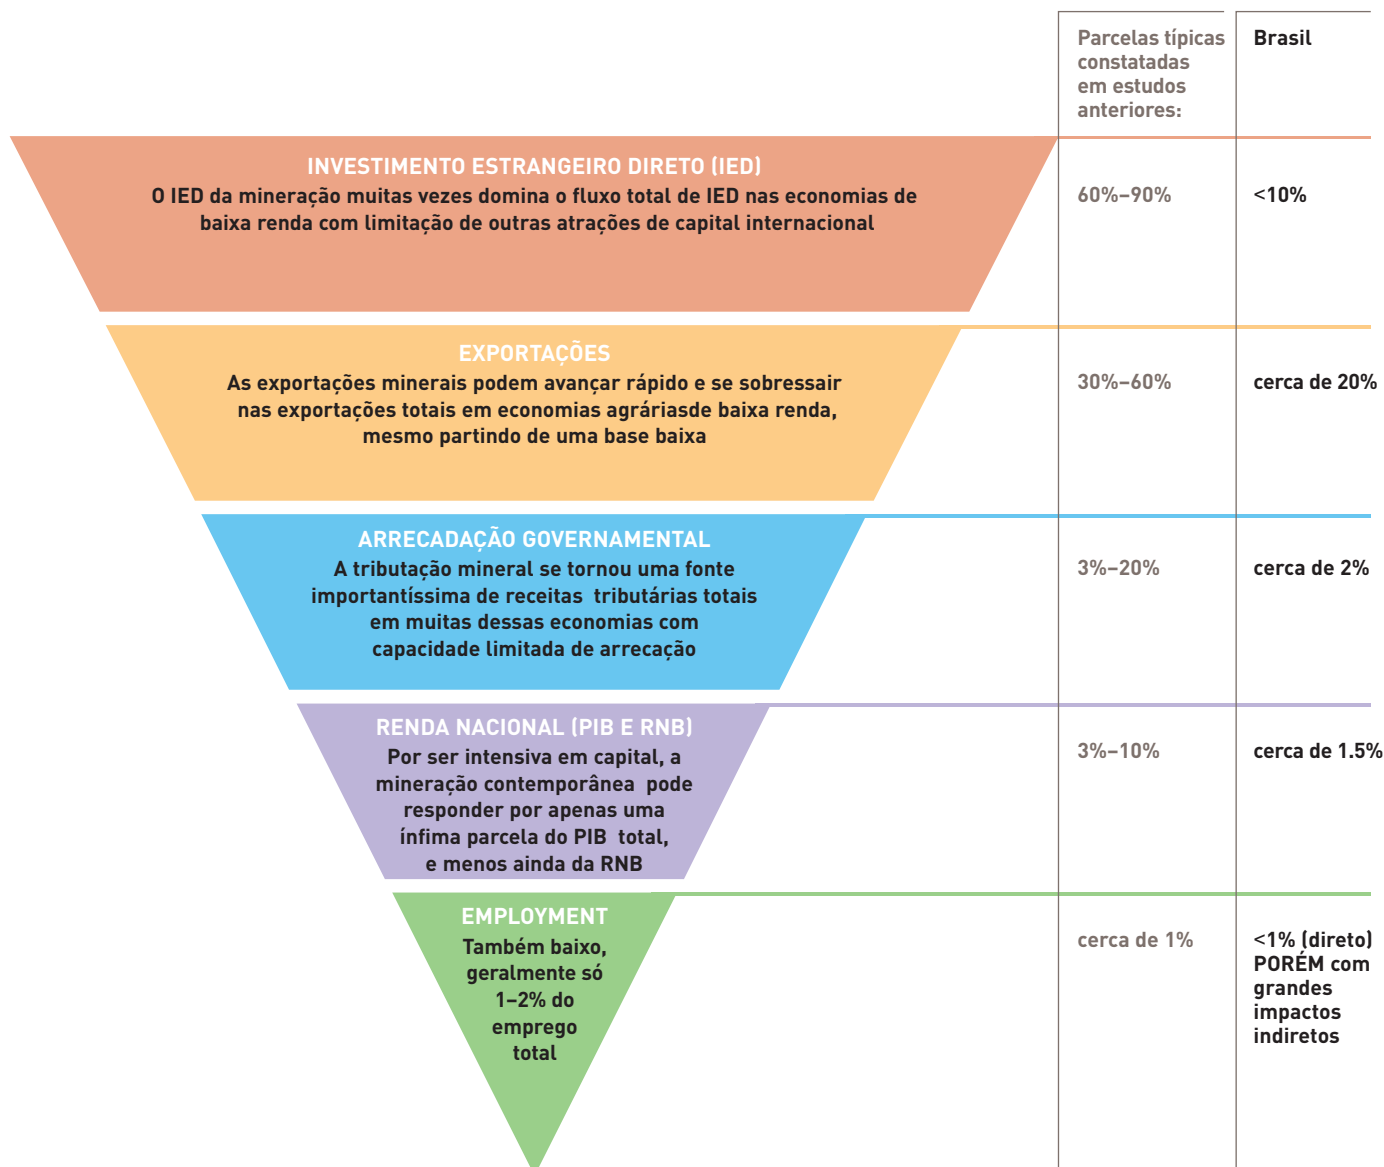 Parcelas típicas
constatadas
em estudos
anteriores:
Brasil
INVESTIMENTO ESTRANGEIRO DIRETO (IED)
O IED da mineração muitas vezes domina o fluxo total de IED nas economias de
baixa renda com limitação de outras atrações de capital internacional
60%–90%
<10%
EXPORTAÇÕES
As exportações minerais podem avançar rápido e se sobressair
nas exportações totais em economias agráriasde baixa renda,
mesmo partindo de uma base baixa
30%–60%
cerca de 20%
ARRECADAÇÃO GOVERNAMENTAL
A tributação mineral se tornou uma fonte
importantíssima de receitas tributárias totais
em muitas dessas economias com
capacidade limitada de arrecação
3%–20%
cerca de 2%
RENDA NACIONAL (PIB E RNB)
Por ser intensiva em capital, a
mineração contemporânea pode
responder por apenas uma
ínfima parcela do PIB total,
e menos ainda da RNB
3%–10%
cerca de 1.5%
EMPLOYMENT
Também baixo,
geralmente só
1–2% do
emprego
total
cerca de 1%
<1% (direto)
PORÉM com
grandes
impactos
indiretos